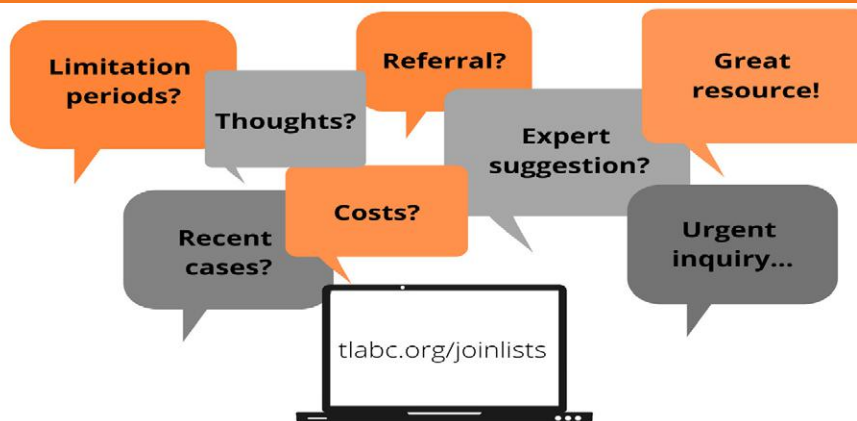 Limitation
periods?
Thoughts?
Referral?
Expert
suggestion?
Great
resource!
Recent
cases?
Costs?
Urgent
inquiry...
tlabc.org/joinlists